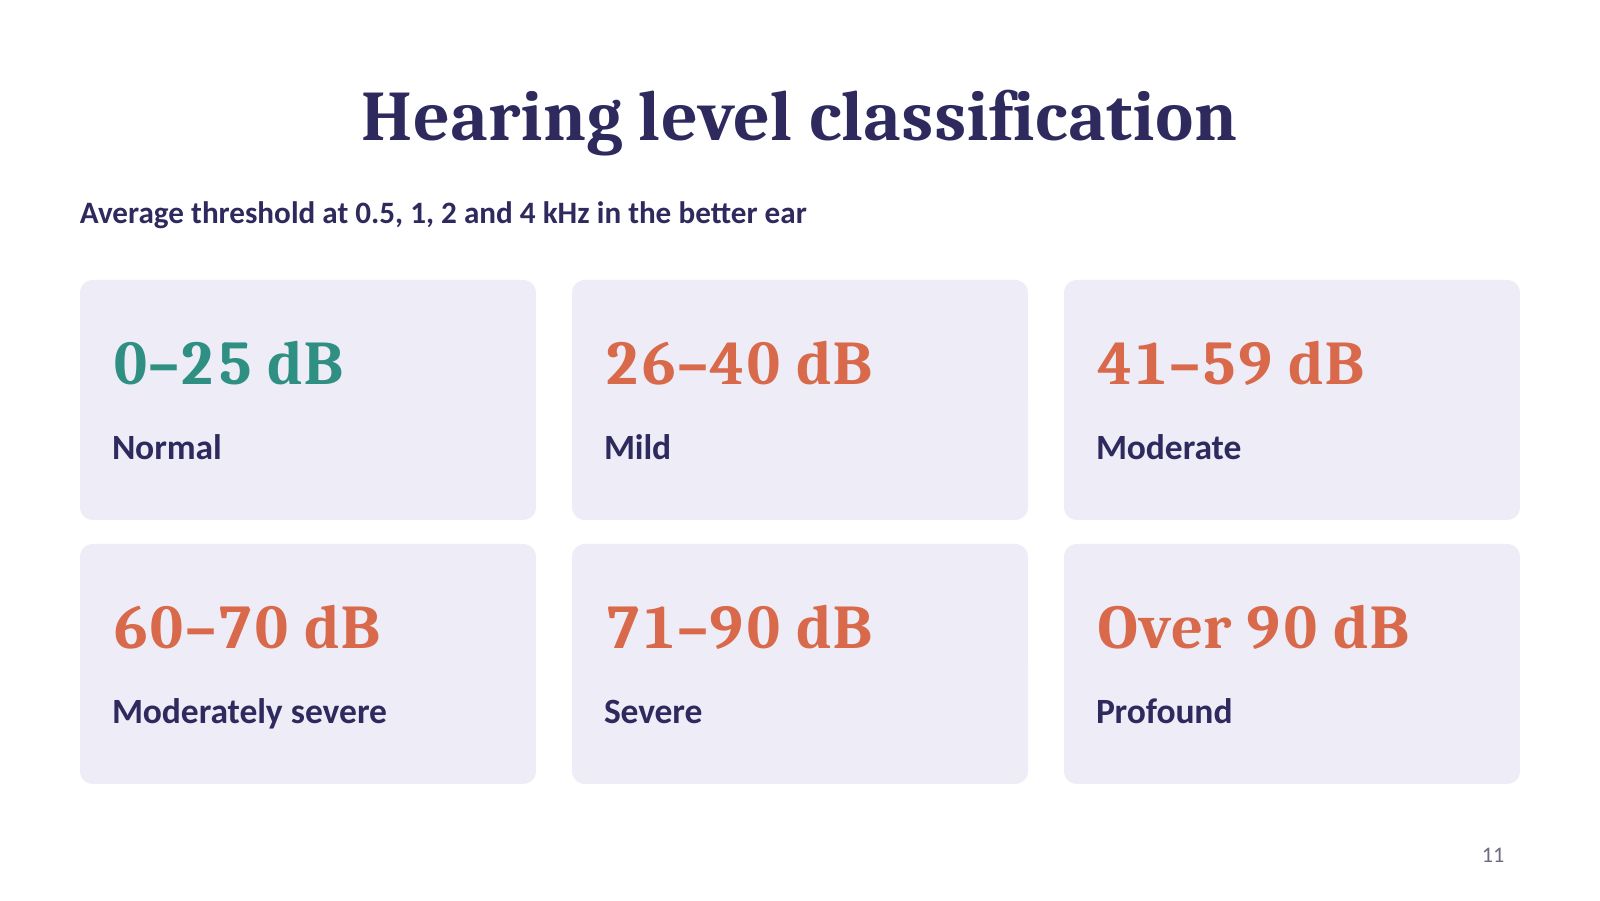 Hearing level classification
Average threshold at 0.5, 1, 2 and 4 kHz in the better ear
0–25 dB
Normal
26–40 dB
Mild
41–59 dB
Moderate
60–70 dB
Moderately severe
71–90 dB
Severe
Over 90 dB
Profound
11